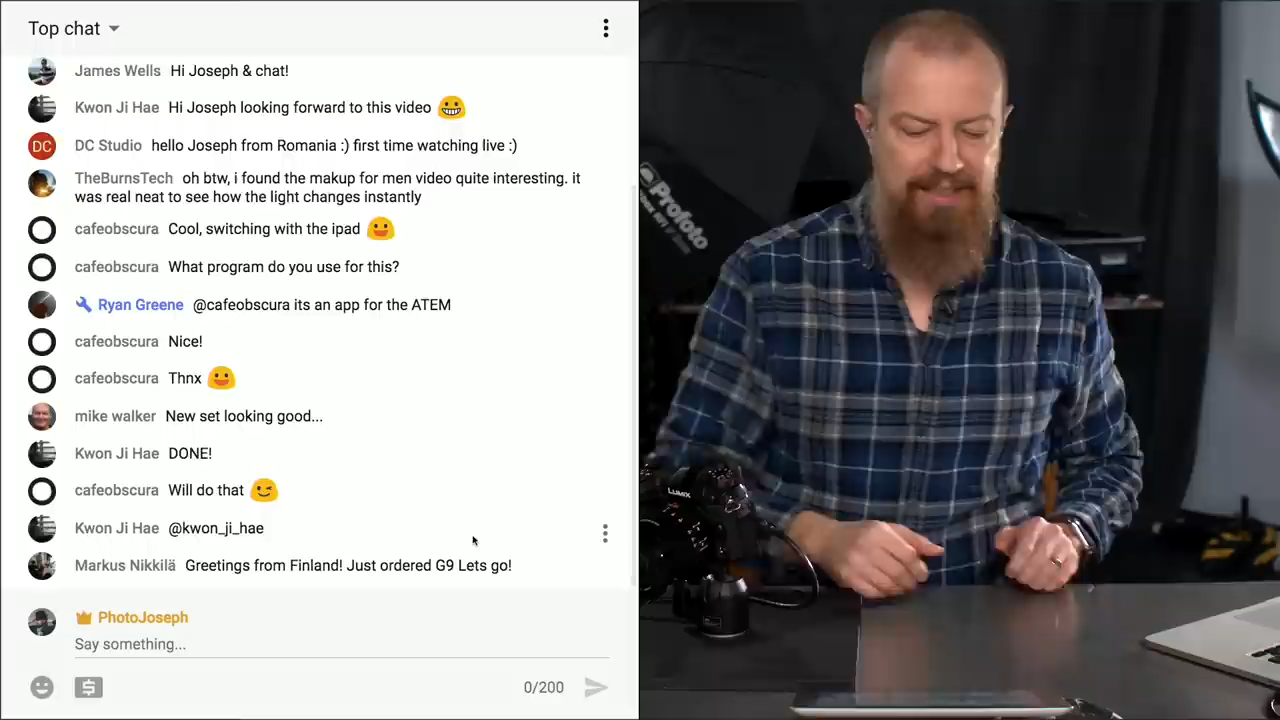 Top chat
James Wells Hi Joseph & chat!
Kwon Ji Hae Hi Joseph looking forward to this video
DC
DC Studio hello Joseph from Romania :) first time watching live :)
TheBurnsTech oh btw, i found the makup for men video quite interesting. it
was real neat to see how the light changes instantly
cafeobscura Cool, switching with the ipad
cafeobscura What program do you use for this?
Ryan Greene @cafeobscura its an app for the ATEM
cafeobscura Nice!
cafeobscura Thnx
mike walker New set looking good...
Kwon Ji Hae DONE!
cafeobscura Will do that
Kwon Ji Hae @kwon_ji_hae
Markus Nikkilä Greetings from Finland! Just ordered G9 Lets go!
PhotoJoseph
Say something...
$
0/200
Profoto
LUMIX